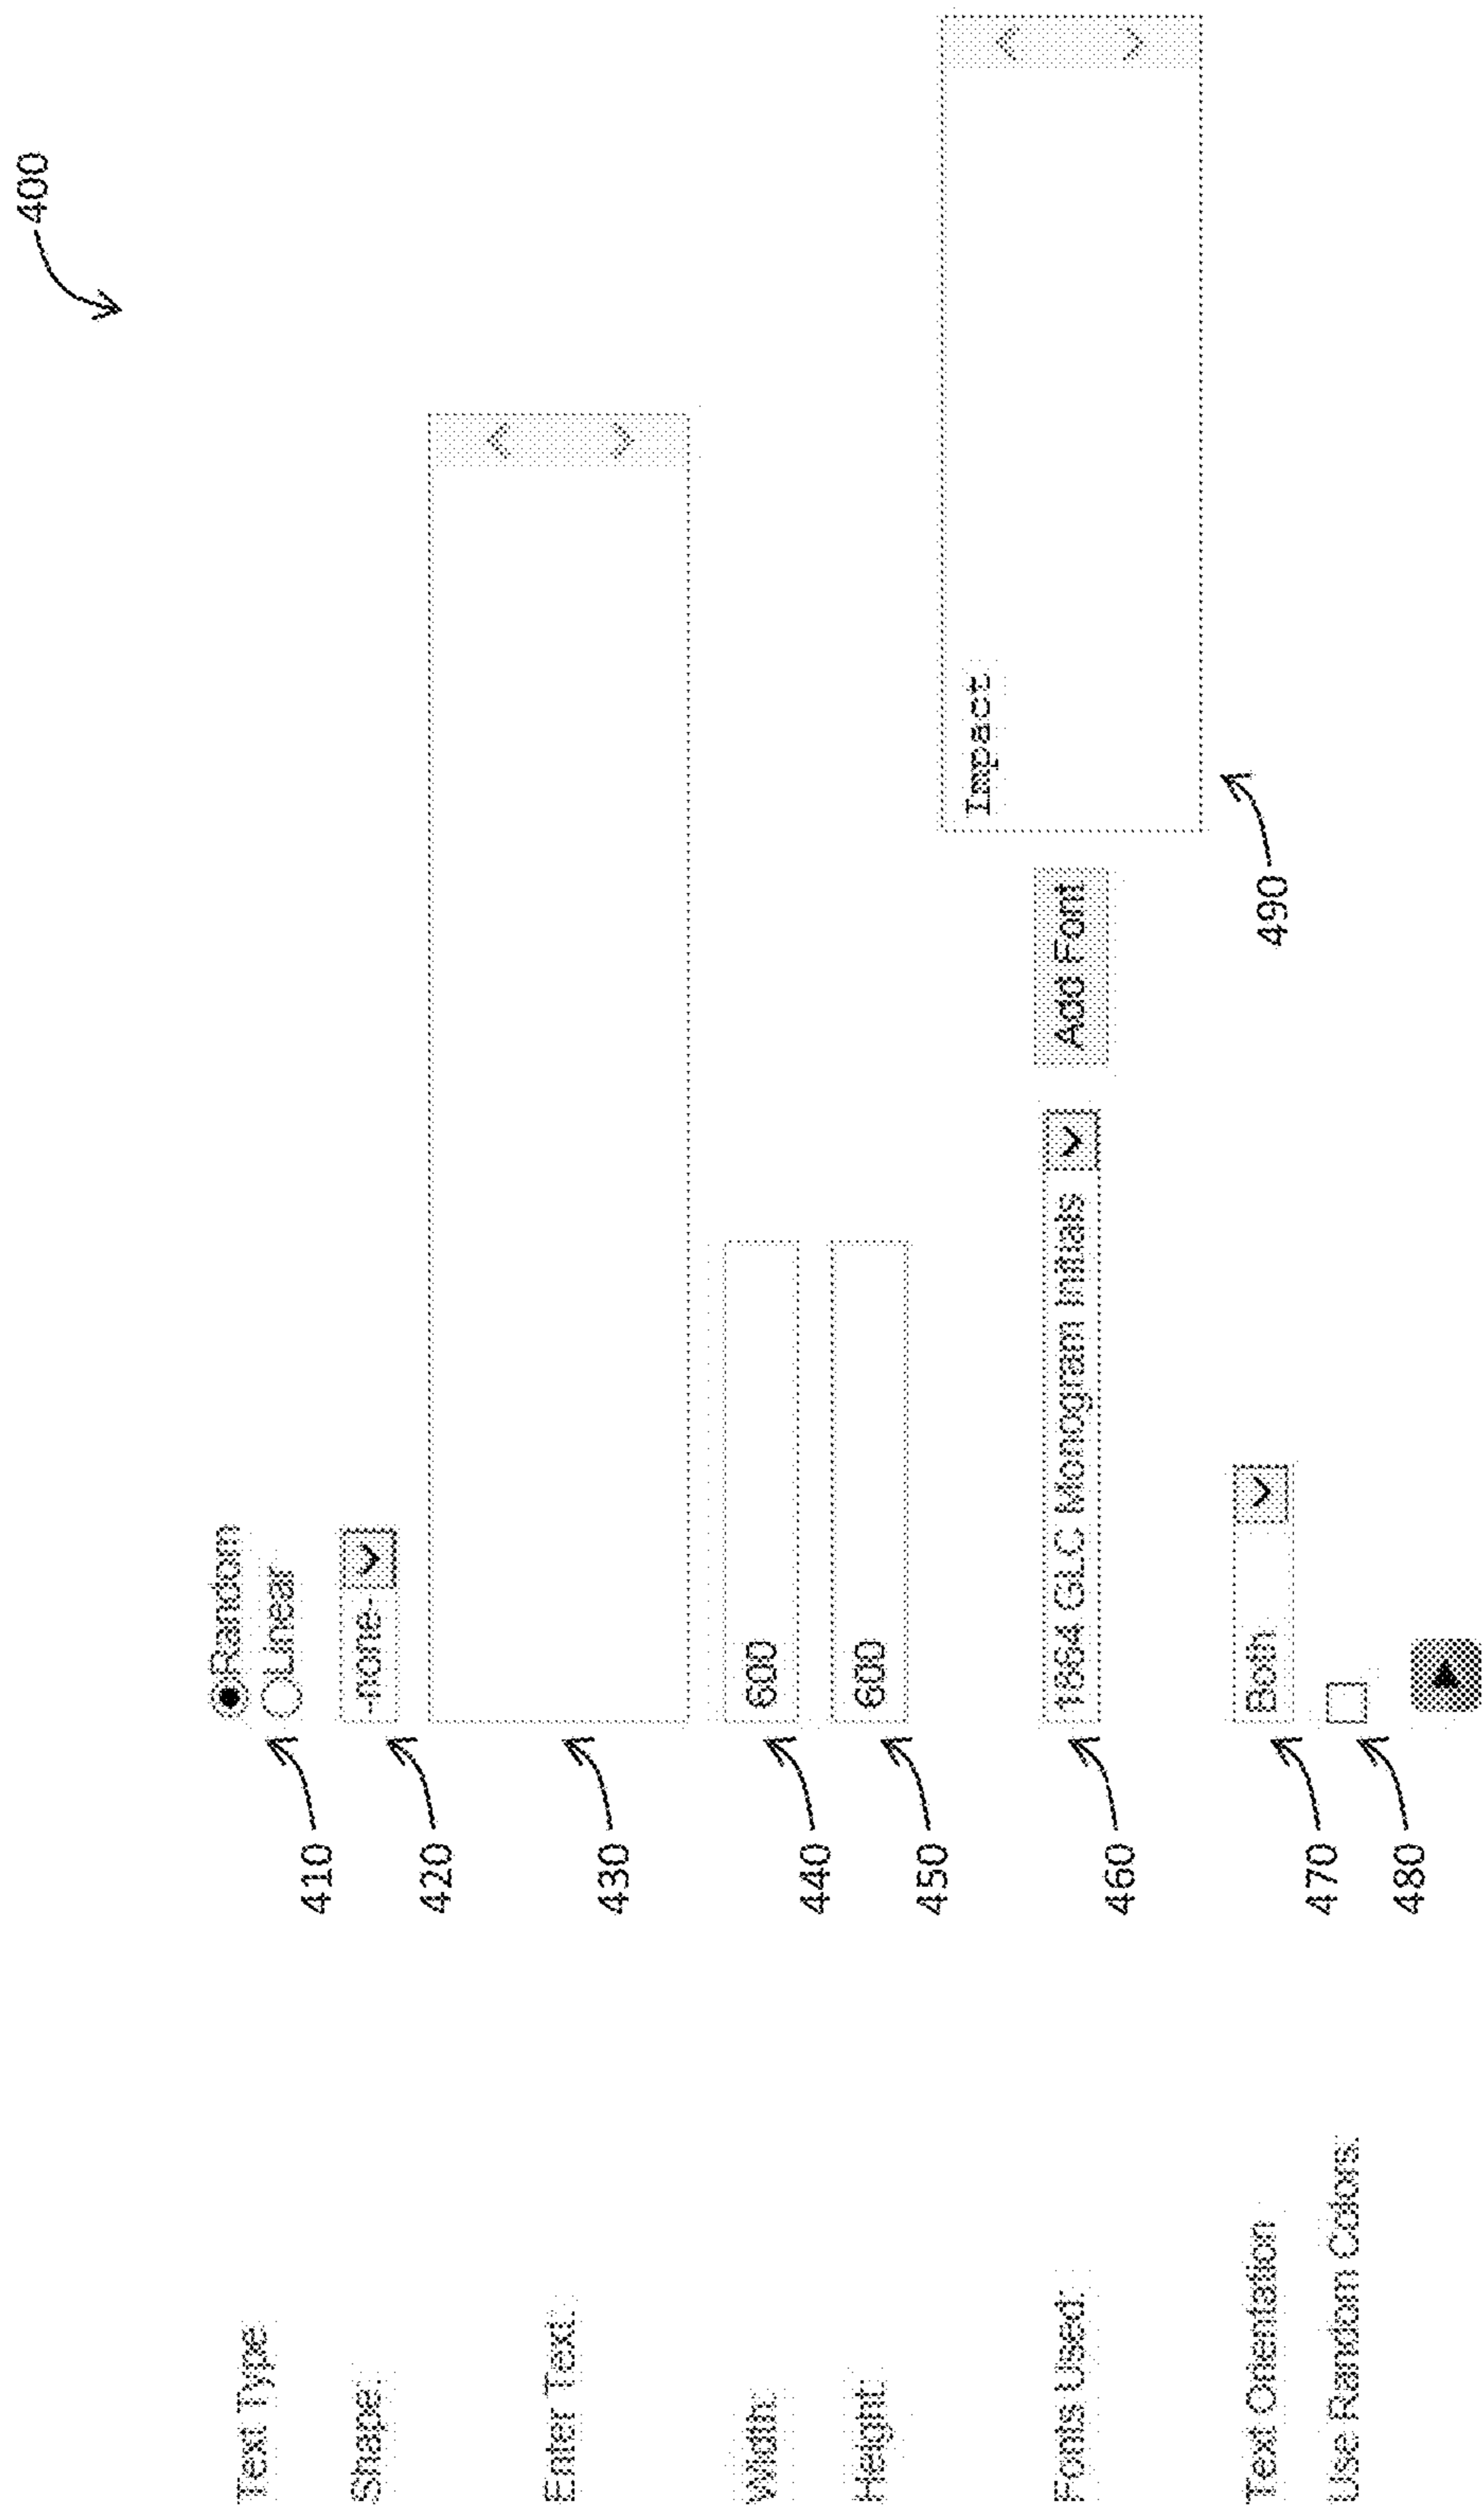 400
Text Type
410
Random
Linear
Shape:
420
-none-
Enter Text:
430
Width:
440
600
Height:
450
600
Fonts Used:
460
1864 GLC Monogram Initials
Add Font
Impact
490
Text Orientation
470
Both
Use Random Colors:
480